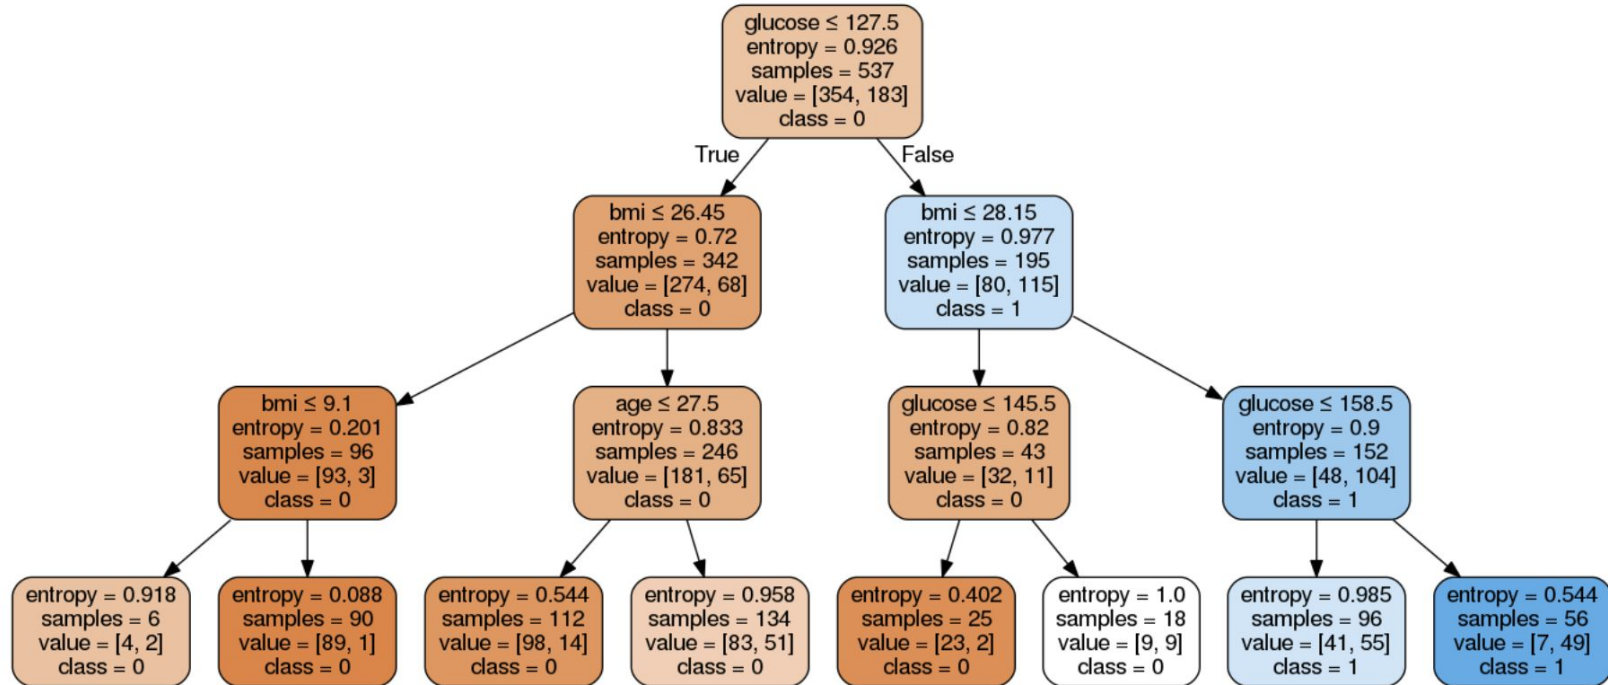 glucose ≤ 127.5
entropy = 0.926
samples = 537
value = [354, 183]
class = 0
True
False
bmi ≤ 26.45
entropy = 0.72
samples = 342
value = [274, 68]
class = 0
bmi ≤ 28.15
entropy = 0.977
samples = 195
value = [80, 115]
class = 1
bmi ≤ 9.1
entropy = 0.201
samples = 96
value = [93, 3]
class = 0
age ≤ 27.5
entropy = 0.833
samples = 246
value = [181, 65]
class = 0
glucose ≤ 145.5
entropy = 0.82
samples = 43
value = [32, 11]
class = 0
glucose ≤ 158.5
entropy = 0.9
samples = 152
value = [48, 104]
class = 1
entropy = 0.918
samples = 6
value = [4, 2]
class = 0
entropy = 0.088
samples = 90
value = [89, 1]
class = 0
entropy = 0.544
samples = 112
value = [98, 14]
class = 0
entropy = 0.958
samples = 134
value = [83, 51]
class = 0
entropy = 0.402
samples = 25
value = [23, 2]
class = 0
entropy = 1.0
samples = 18
value = [9, 9]
class = 0
entropy = 0.985
samples = 96
value = [41, 55]
class = 1
entropy = 0.544
samples = 56
value = [7, 49]
class = 1